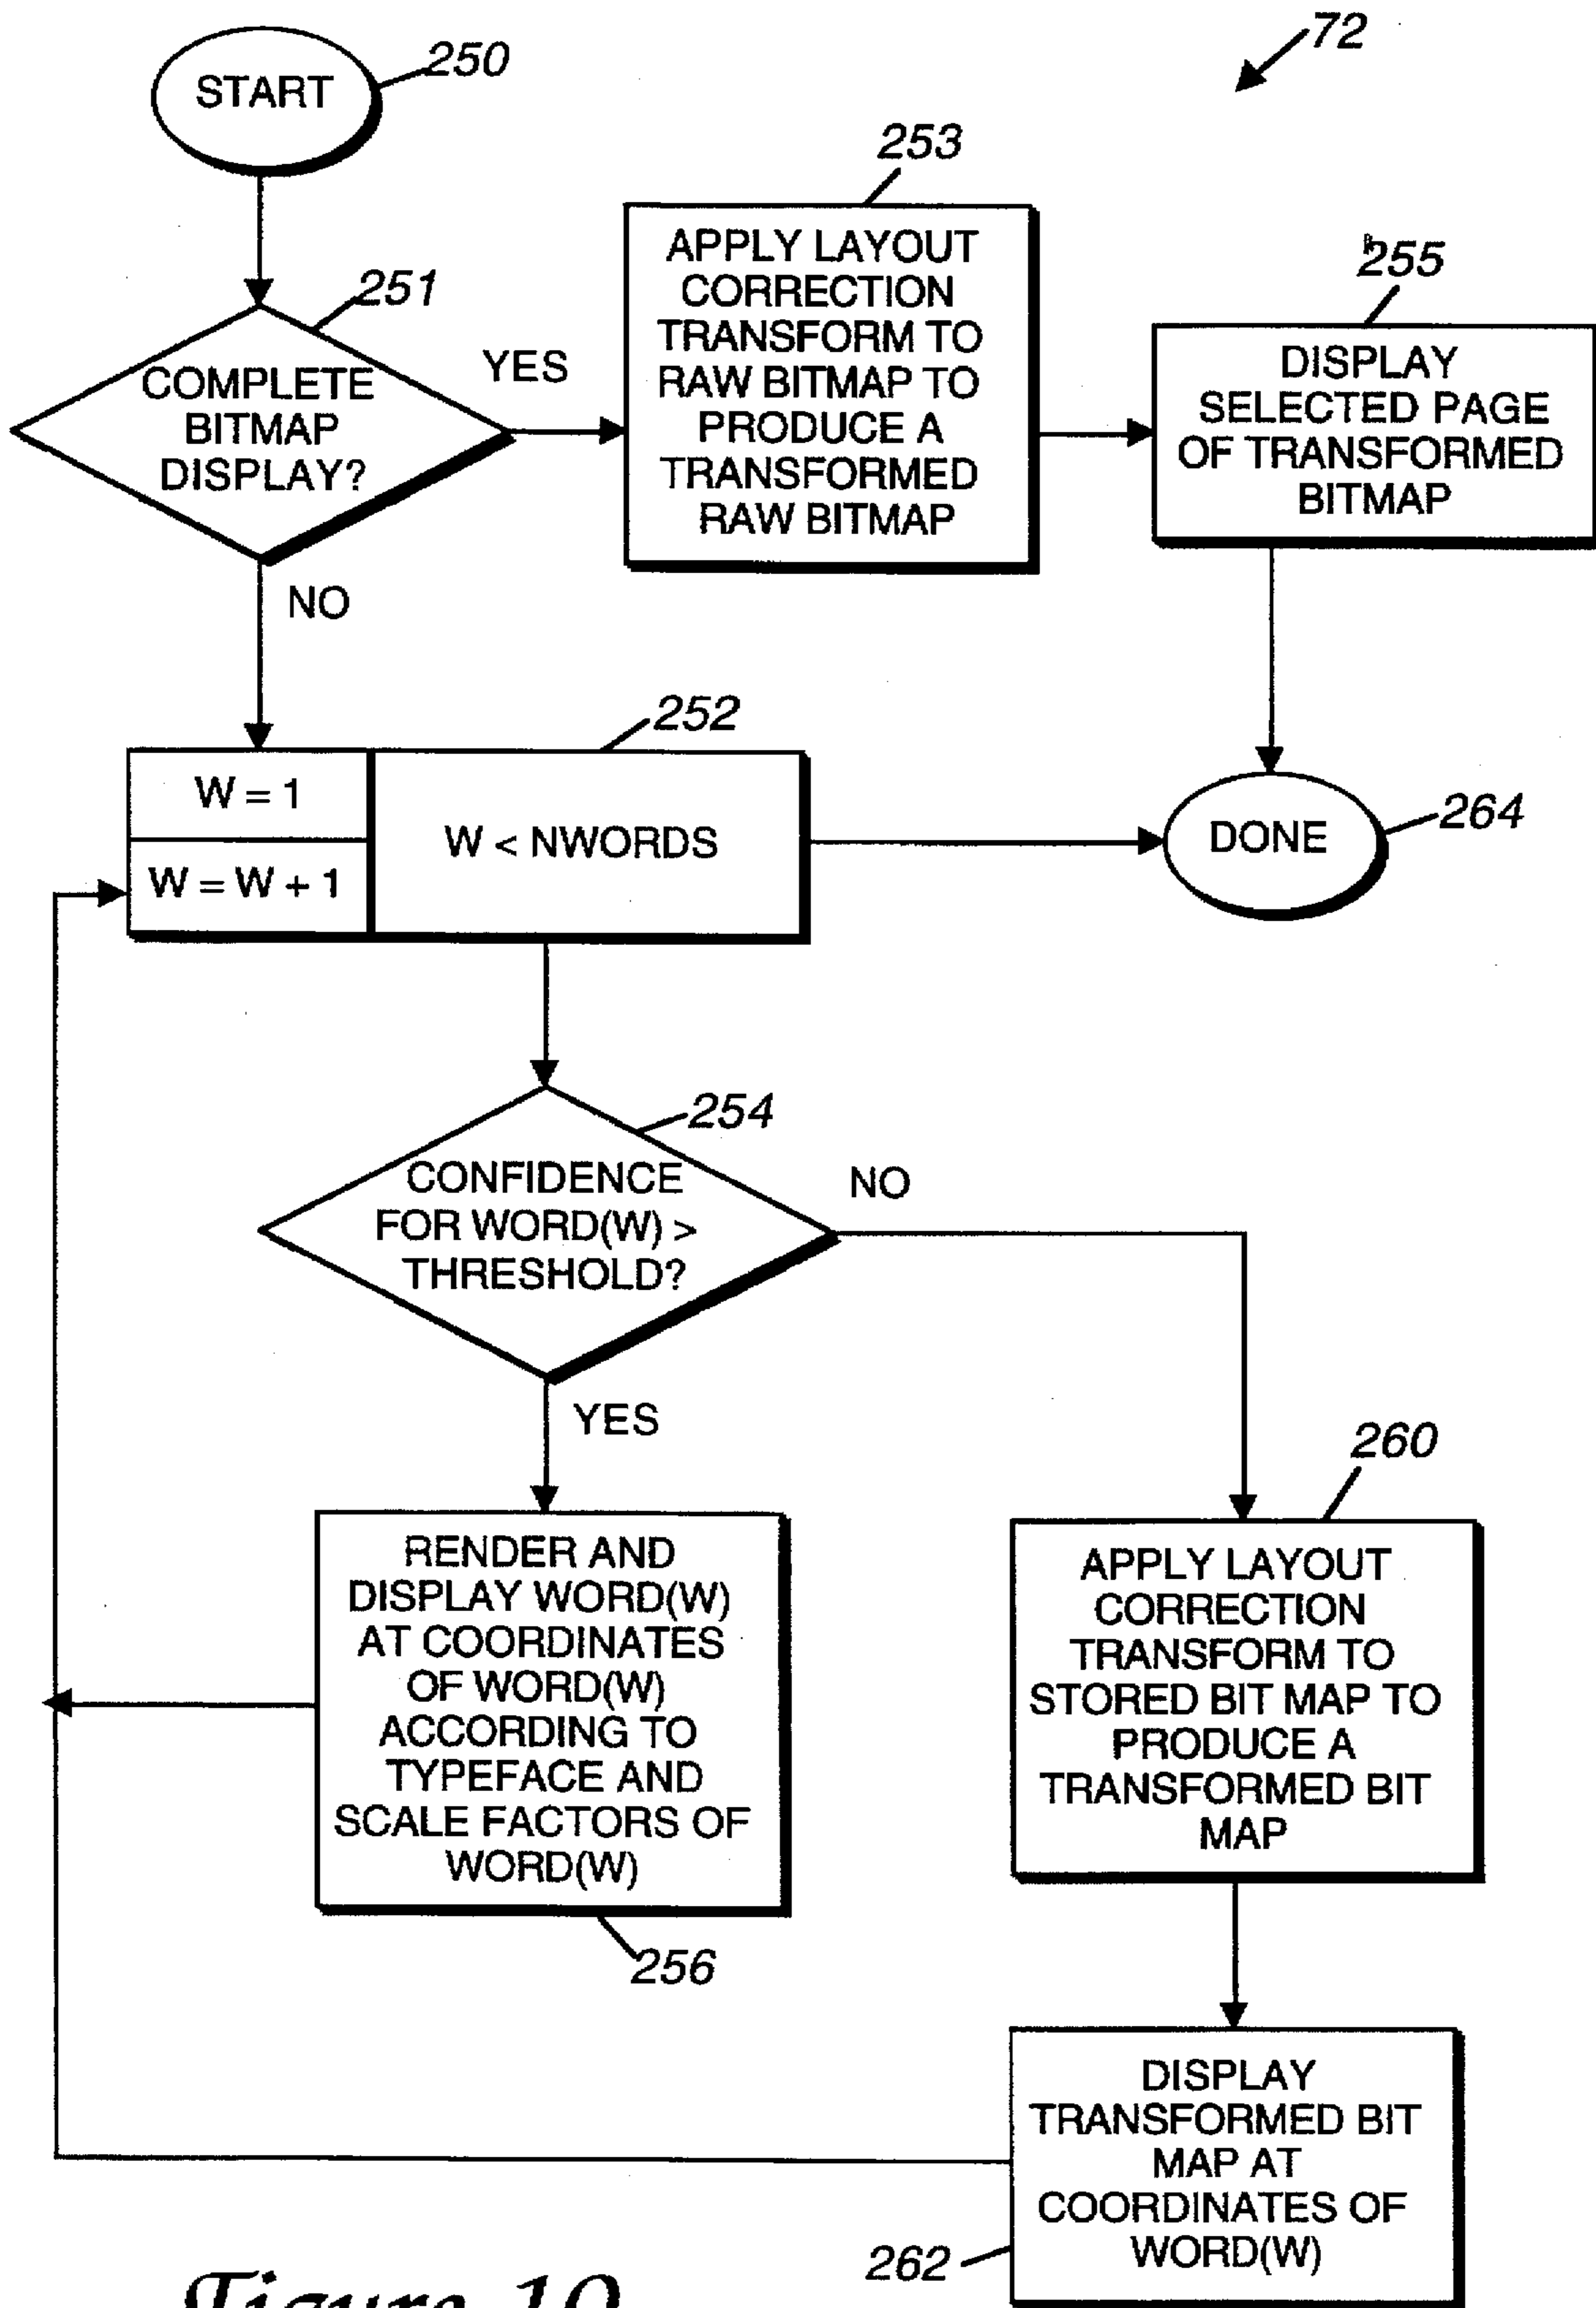 72
START
250
253
APPLY LAYOUT
CORRECTION
TRANSFORM TO
RAW BITMAP TO
PRODUCE A
TRANSFORMED
RAW BITMAP
255
DISPLAY
SELECTED PAGE
OF TRANSFORMED
BITMAP
251
COMPLETE
BITMAP
DISPLAY?
YES
NO
252
W = 1
W = W + 1
W < NWORDS
DONE
264
254
CONFIDENCE
FOR WORD(W) >
THRESHOLD?
NO
YES
RENDER AND
DISPLAY WORD(W)
AT COORDINATES
OF WORD(W)
ACCORDING TO
TYPEFACE AND
SCALE FACTORS OF
WORD(W)
256
260
APPLY LAYOUT
CORRECTION
TRANSFORM TO
STORED BIT MAP TO
PRODUCE A
TRANSFORMED BIT
MAP
DISPLAY
TRANSFORMED BIT
MAP AT
COORDINATES OF
WORD(W)
262
Figure 10